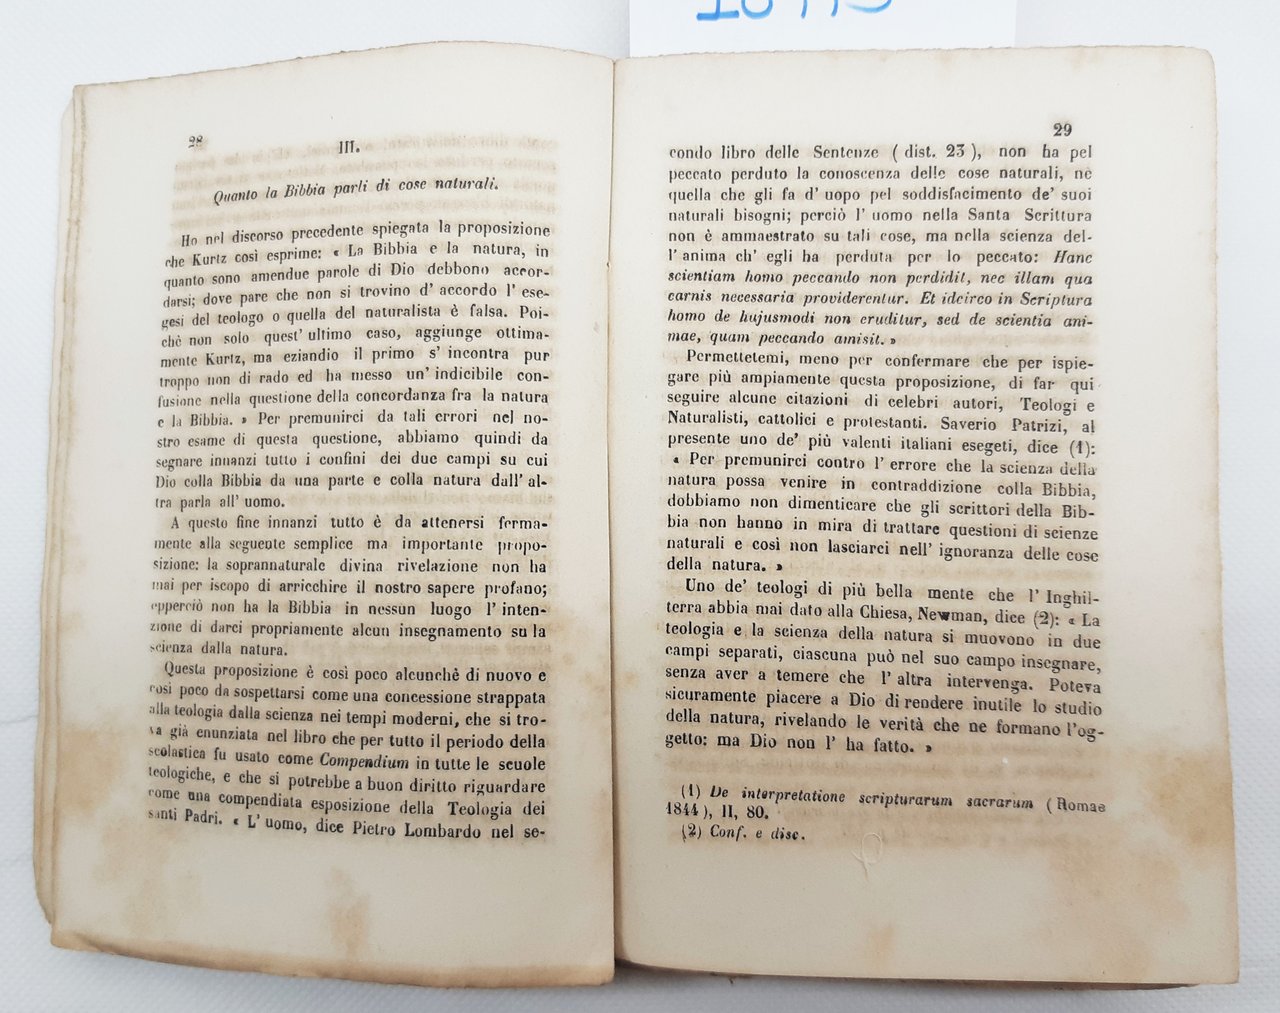 28
III.
Quanto la Bibbia parli di cose naturali.
Ho nel discorso precedente spiegata la proposizione
che Kurtz così esprime: « La Bibbia e la natura, in
quanto sono amendue parole di Dio debbono accor-
darsi; dove pare che non si trovino d' accordo l' ese-
gesi del teologo o quella del naturalista è falsa. Poi-
chè non solo quest' ultimo caso, aggiunge ottima-
mente Kurtz, ma eziandio il primo s' incontra pur
troppo non di rado ed ha messo un' indicibile con-
fusione nella questione della concordanza fra la natura
e la Bibbia. » Per premunirci da tali errori nel no-
stro esame di questa questione, abbiamo quindi da
segnare innanzi tutto i confini dei due campi su cui
Dio colla Bibbia da una parte e colla natura dall' al-
tra parla all' uomo.
A questo fine innanzi tutto è da attenersi ferma-
mente alla seguente semplice ma importante propo-
sizione: la soprannaturale divina rivelazione non ha
mai per iscopo di arricchire il nostro sapere profano;
epperciò non ha la Bibbia in nessun luogo l' inten-
zione di darci propriamente alcun insegnamento su la
scienza dalla natura.
Questa proposizione è così poco alcunchè di nuovo e
così poco da sospettarsi come una concessione strappata
alla teologia dalla scienza nei tempi moderni, che si tro-
va già enunziata nel libro che per tutto il periodo della
scolastica fu usato come Compendium in tutte le scuole
teologiche, e che si potrebbe a buon diritto riguardare
come una compendiata esposizione della Teologia dei
santi Padri. « L' uomo, dice Pietro Lombardo nel se-
29
condo libro delle Sentenze ( dist. 23 ), non ha pel
peccato perduto la conoscenza delle cose naturali, nè
quella che gli fa d' uopo pel soddisfacimento de' suoi
naturali bisogni; perciò l' uomo nella Santa Scrittura
non è ammaestrato su tali cose, ma nella scienza del-
l' anima ch' egli ha perduta per lo peccato: Hanc
scientiam homo peccando non perdidit, nec illam qua
carnis necessaria providerentur. Et idcirco in Scriptura
homo de hujusmodi non eruditur, sed de scientia ani-
mae, quam peccando amisit. »
Permettetemi, meno per confermare che per ispie-
gare più ampiamente questa proposizione, di far qui
seguire alcune citazioni di celebri autori, Teologi e
Naturalisti, cattolici e protestanti. Saverio Patrizi, al
presente uno de' più valenti italiani esegeti, dice (1):
« Per premunirci contro l' errore che la scienza della
natura possa venire in contraddizione colla Bibbia,
dobbiamo non dimenticare che gli scrittori della Bib-
bia non hanno in mira di trattare questioni di scienze
naturali e così non lasciarci nell' ignoranza delle cose
della natura. »
Uno de' teologi di più bella mente che l' Inghil-
terra abbia mai dato alla Chiesa, Newman, dice (2): « La
teologia e la scienza della natura si muovono in due
campi separati, ciascuna può nel suo campo insegnare,
senza aver a temere che l' altra intervenga. Poteva
sicuramente piacere a Dio di rendere inutile lo studio
della natura, rivelando le verità che ne formano l'og-
getto: ma Dio non l' ha fatto. »
(1) De interpretatione scripturarum sacrarum ( Romae
1844 ), II, 80.
(2) Conf. e disc.